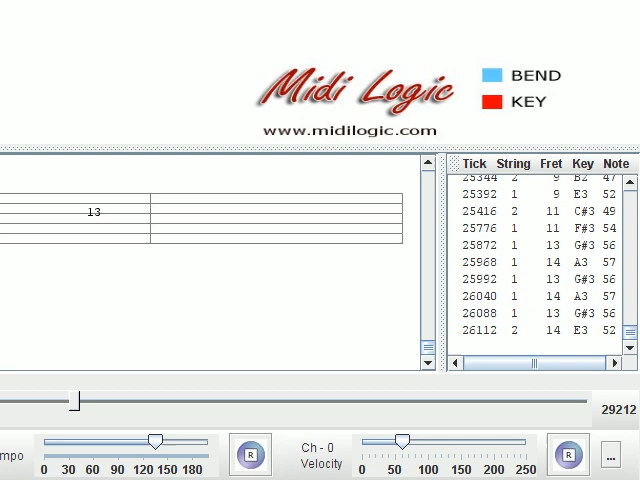 Midi Logic
www.midilogic.com
BEND
KEY
13
Tick String Fret Key Note
25344 2 9 B2 47
25392 1 9 E3 52
25416 2 11 C#3 49
25776 1 11 F#3 54
25872 1 13 G#3 56
25968 1 14 A3 57
25992 1 13 G#3 56
26040 1 14 A3 57
26088 1 13 G#3 56
26112 2 14 E3 52
29212
mpo
0 30 60 90 120 150 180
R
Ch - 0
Velocity
0 50 100 150 200 250
R
...